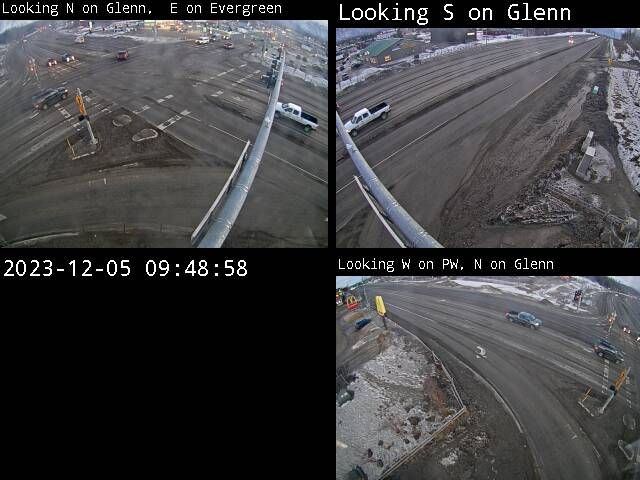 Looking N on Glenn,  E on Evergreen
Looking S on Glenn
2023-12-05 09:48:58
Looking W on PW, N on Glenn